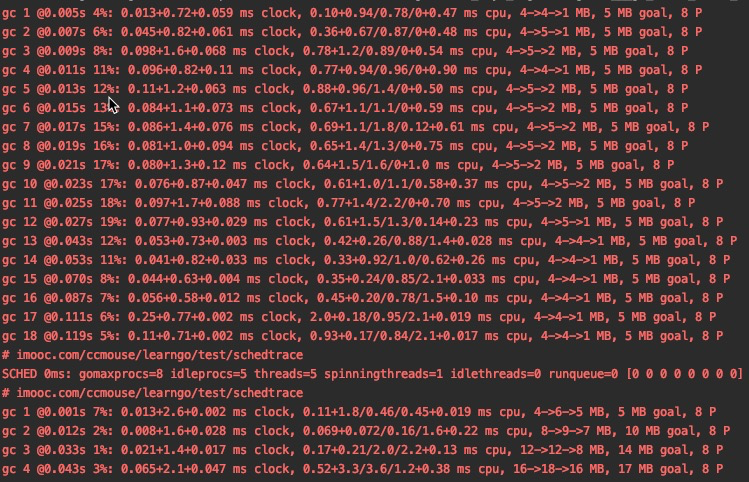 gc 1 @0.005s 4%: 0.013+0.72+0.059 ms clock, 0.10+0.94/0.78/0+0.47 ms cpu, 4->4->1 MB, 5 MB goal, 8 P
gc 2 @0.007s 6%: 0.045+0.82+0.061 ms clock, 0.36+0.67/0.87/0+0.48 ms cpu, 4->5->1 MB, 5 MB goal, 8 P
gc 3 @0.009s 8%: 0.098+1.6+0.068 ms clock, 0.78+1.2/0.89/0+0.54 ms cpu, 4->5->2 MB, 5 MB goal, 8 P
gc 4 @0.011s 11%: 0.096+0.82+0.11 ms clock, 0.77+0.94/0.96/0+0.90 ms cpu, 4->4->1 MB, 5 MB goal, 8 P
gc 5 @0.013s 12%: 0.11+1.2+0.063 ms clock, 0.88+0.96/1.4/0+0.50 ms cpu, 4->5->2 MB, 5 MB goal, 8 P
gc 6 @0.015s 13%: 0.084+1.1+0.073 ms clock, 0.67+1.1/1.1/0+0.59 ms cpu, 4->5->2 MB, 5 MB goal, 8 P
gc 7 @0.017s 15%: 0.086+1.4+0.076 ms clock, 0.69+1.1/1.8/0.12+0.61 ms cpu, 4->5->2 MB, 5 MB goal, 8 P
gc 8 @0.019s 16%: 0.081+1.0+0.094 ms clock, 0.65+1.4/1.3/0+0.75 ms cpu, 4->5->2 MB, 5 MB goal, 8 P
gc 9 @0.021s 17%: 0.080+1.3+0.12 ms clock, 0.64+1.5/1.6/0+1.0 ms cpu, 4->5->2 MB, 5 MB goal, 8 P
gc 10 @0.023s 17%: 0.076+0.87+0.047 ms clock, 0.61+1.0/1.1/0.58+0.37 ms cpu, 4->5->2 MB, 5 MB goal, 8 P
gc 11 @0.025s 18%: 0.097+1.7+0.088 ms clock, 0.77+1.4/2.2/0+0.70 ms cpu, 4->5->2 MB, 5 MB goal, 8 P
gc 12 @0.027s 19%: 0.077+0.93+0.029 ms clock, 0.61+1.5/1.3/0.14+0.23 ms cpu, 4->5->1 MB, 5 MB goal, 8 P
gc 13 @0.043s 12%: 0.053+0.73+0.003 ms clock, 0.42+0.26/0.88/1.4+0.028 ms cpu, 4->4->1 MB, 5 MB goal, 8 P
gc 14 @0.053s 11%: 0.041+0.82+0.033 ms clock, 0.33+0.92/1.0/0.62+0.26 ms cpu, 4->4->1 MB, 5 MB goal, 8 P
gc 15 @0.070s 8%: 0.044+0.63+0.004 ms clock, 0.35+0.24/0.85/2.1+0.033 ms cpu, 4->4->1 MB, 5 MB goal, 8 P
gc 16 @0.087s 7%: 0.056+0.58+0.012 ms clock, 0.45+0.20/0.78/1.5+0.10 ms cpu, 4->4->1 MB, 5 MB goal, 8 P
gc 17 @0.111s 6%: 0.25+0.77+0.002 ms clock, 2.0+0.18/0.95/2.1+0.019 ms cpu, 4->4->1 MB, 5 MB goal, 8 P
gc 18 @0.119s 5%: 0.11+0.71+0.002 ms clock, 0.93+0.17/0.84/2.1+0.017 ms cpu, 4->4->1 MB, 5 MB goal, 8 P
# imooc.com/ccmouse/learngo/test/schedtrace
SCHED 0ms: gomaxprocs=8 idleprocs=5 threads=5 spinningthreads=1 idlethreads=0 runqueue=0 [0 0 0 0 0 0 0 0]
# imooc.com/ccmouse/learngo/test/schedtrace
gc 1 @0.001s 7%: 0.013+2.6+0.002 ms clock, 0.11+1.8/0.46/0.45+0.019 ms cpu, 4->6->5 MB, 5 MB goal, 8 P
gc 2 @0.012s 2%: 0.008+1.6+0.028 ms clock, 0.069+0.072/0.16/1.6+0.22 ms cpu, 8->9->7 MB, 10 MB goal, 8 P
gc 3 @0.033s 1%: 0.021+1.4+0.017 ms clock, 0.17+0.21/2.0/2.2+0.13 ms cpu, 12->12->8 MB, 14 MB goal, 8 P
gc 4 @0.043s 3%: 0.065+2.1+0.047 ms clock, 0.52+3.3/3.6/1.2+0.38 ms cpu, 16->18->16 MB, 17 MB goal, 8 P